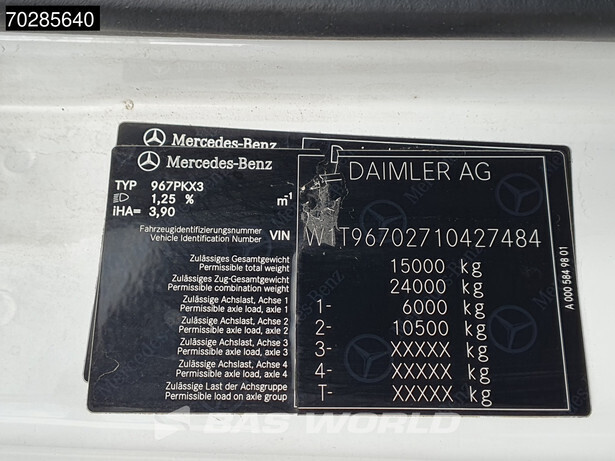 70285640
Mercedes-Benz
Mercedes-Benz
DAIMLER AG
TYP 967PKX3
1,25 % m⁻¹
iHA= 3,90
Fahrzeugidentifizierungsnummer
Vehicle Identification Number VIN W1T96702710427484
Zulässiges Gesamtgewicht
Permissible total weight 15000 kg
Zulässiges Zug-Gesamtgewicht
Permissible combination weight 24000 kg
Zulässige Achslast, Achse 1
Permissible axle load, axle 1 1- 6000 kg
Zulässige Achslast, Achse 2
Permissible axle load, axle 2 2- 10500 kg
Zulässige Achslast, Achse 3
Permissible axle load, axle 3 3- XXXXX kg
Zulässige Achslast, Achse 4
Permissible axle load, axle 4 4- XXXXX kg
Zulässige Last der Achsgruppe
Permissible load on axle group T- XXXXX kg
A 000 584 98 01
BAS WORLD